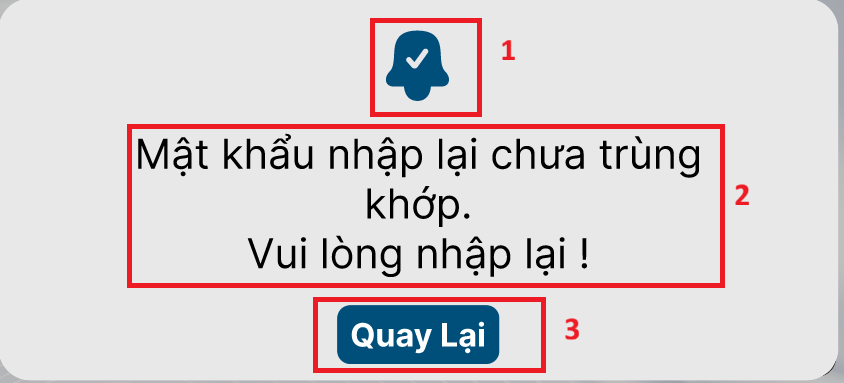 1
Mật khẩu nhập lại chưa trùng
khớp.
Vui lòng nhập lại !
2
Quay Lại
3